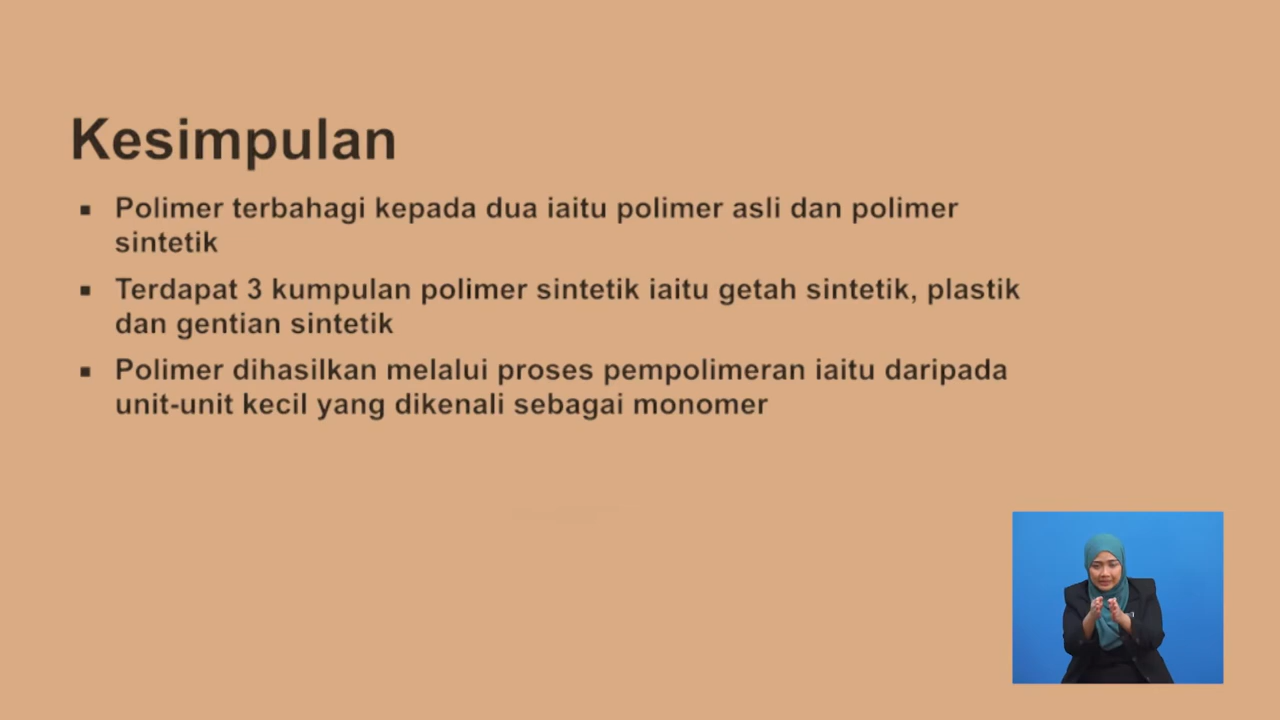 Kesimpulan
▪ Polimer terbahagi kepada dua iaitu polimer asli dan polimer
sintetik
▪ Terdapat 3 kumpulan polimer sintetik iaitu getah sintetik, plastik
dan gentian sintetik
▪ Polimer dihasilkan melalui proses pempolimeran iaitu daripada
unit-unit kecil yang dikenali sebagai monomer